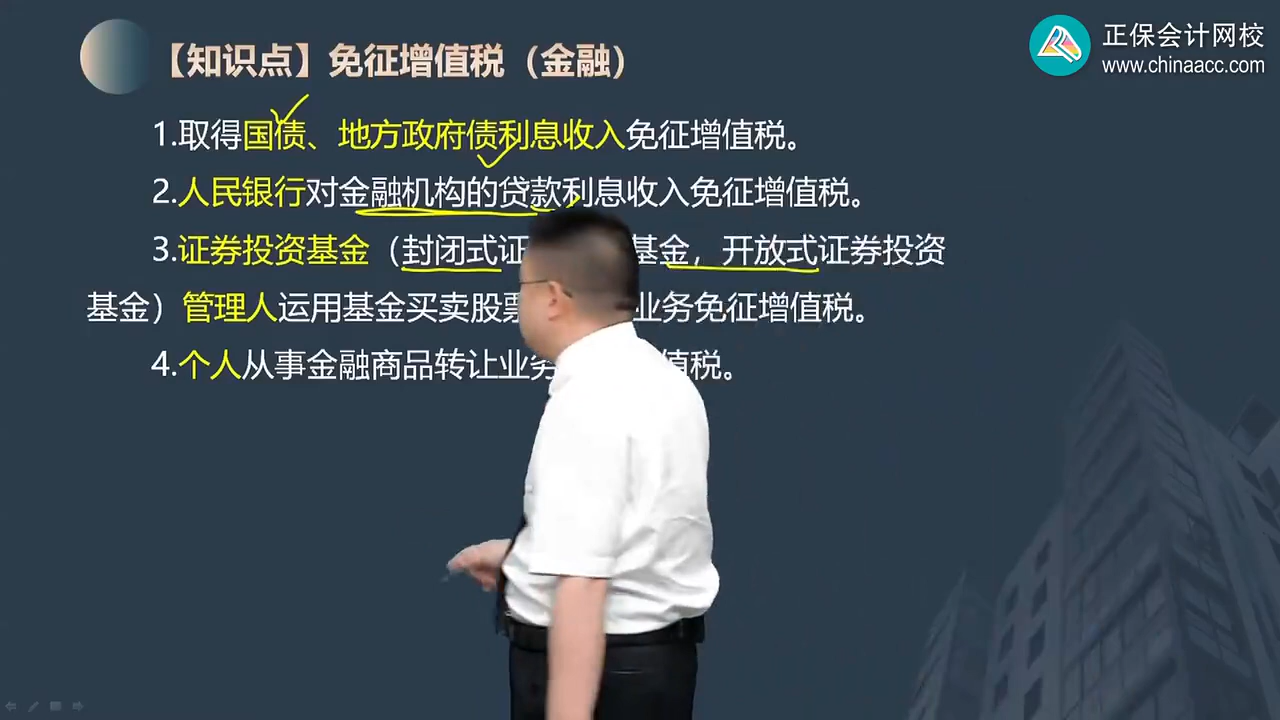 【知识点】免征增值税（金融）
正保会计网校
www.chinaacc.com
1.取得国债、地方政府债利息收入免征增值税。
2.人民银行对金融机构的贷款利息收入免征增值税。
3.证券投资基金（封闭式证 基金，开放式证券投资
基金）管理人运用基金买卖股票 业务免征增值税。
4.个人从事金融商品转让业务 值税。